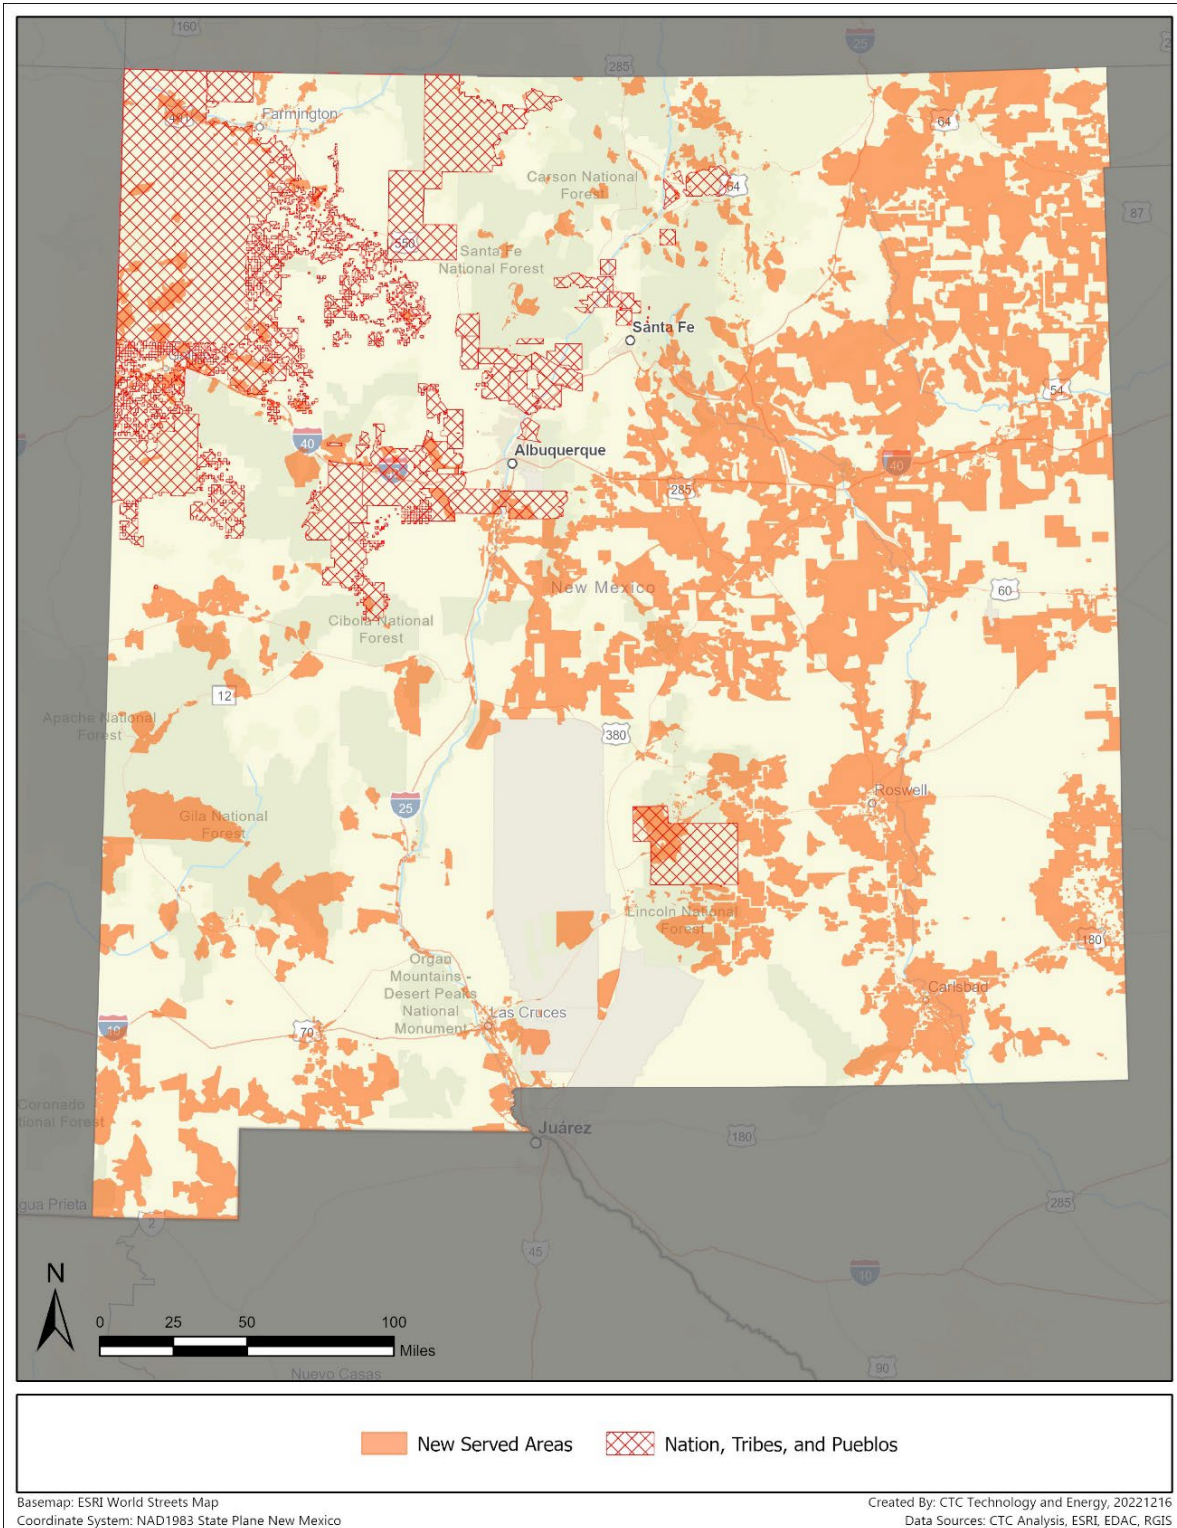 160
25
285
2
491
Farmington
64
Carson National
Forest
64
87
550
Santa Fe
National Forest
Santa Fe
54
40
Albuquerque
40
285
New Mexico
60
Cibola National
Forest
12
Apache National
Forest
380
25
Roswell
Gila National
Forest
Lincoln National
Forest
180
Organ
Mountains -
Desert Peaks
National
Monument
Carlsbad
Las Cruces
10
70
Coronado
tional Forest
Juárez
180
gua Prieta
2
285
45
10
N
0 25 50 100
Miles
Nuevo Casas
90
New Served Areas
Nation, Tribes, and Pueblos
Basemap: ESRI World Streets Map
Created By: CTC Technology and Energy, 20221216
Coordinate System: NAD1983 State Plane New Mexico
Data Sources: CTC Analysis, ESRI, EDAC, RGIS